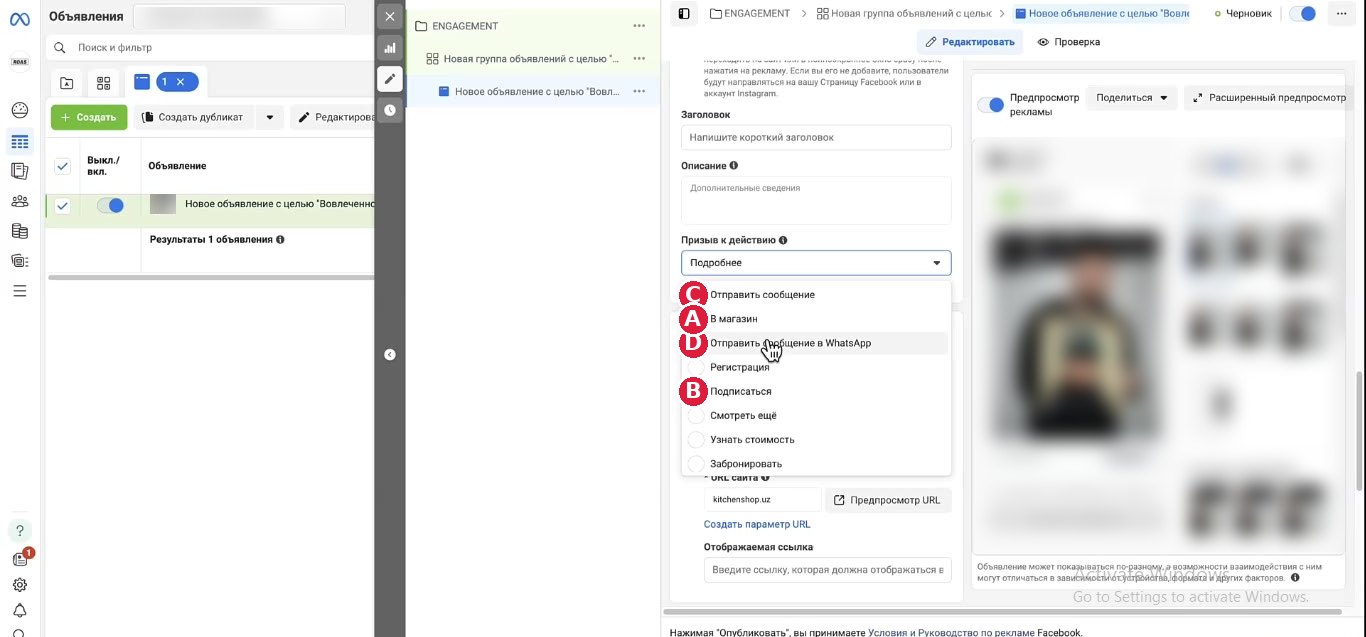 Объявления
Поиск и фильтр
1 ×
+ Создать
Создать дубликат
Редактирова
Выкл./
вкл.
Объявление
Новое объявление с целью "Вовлеченно
Результаты 1 объявления
ROAS
?
1
ENGAGEMENT
Новая группа объявлений с целью "...
Новое объявление с целью "Вовл...
ENGAGEMENT
Новая группа объявлений с целью
Новое объявление с целью "Вовле
Черновик
Редактировать
Проверка
нажатия на рекламу. Если вы его не добавите, пользователи
будут направляться на вашу Страницу Facebook или в
аккаунт Instagram.
Заголовок
Напишите короткий заголовок
Описание
Дополнительные сведения
Призыв к действию
Подробнее
C Отправить сообщение
A В магазин
D Отправить сообщение в WhatsApp
Регистрация
B Подписаться
Смотреть ещё
Узнать стоимость
Забронировать
* URL сайта
kitchenshop.uz
Предпросмотр URL
Создать параметр URL
Отображаемая ссылка
Введите ссылку, которая должна отображаться в
Предпросмотр
рекламы
Поделиться
Расширенный предпросмотр
Объявление может показываться по-разному, а возможности взаимодействия с ним
могут отличаться в зависимости от устройства, формата и других факторов.
Activate Windows
Go to Settings to activate Windows.
Нажимая "Опубликовать", вы принимаете Условия и Руководство по рекламе Facebook.